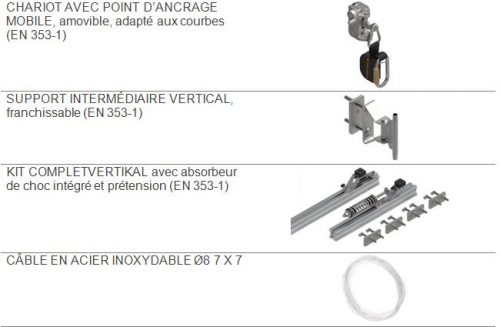 CHARIOT AVEC POINT D’ANCRAGE
MOBILE, amovible, adapté aux courbes
(EN 353-1)
SUPPORT INTERMÉDIAIRE VERTICAL,
franchissable (EN 353-1)
KIT COMPLETVERTIKAL avec absorbeur
de choc intégré et prétension (EN 353-1)
CÂBLE EN ACIER INOXYDABLE Ø8 7 X 7